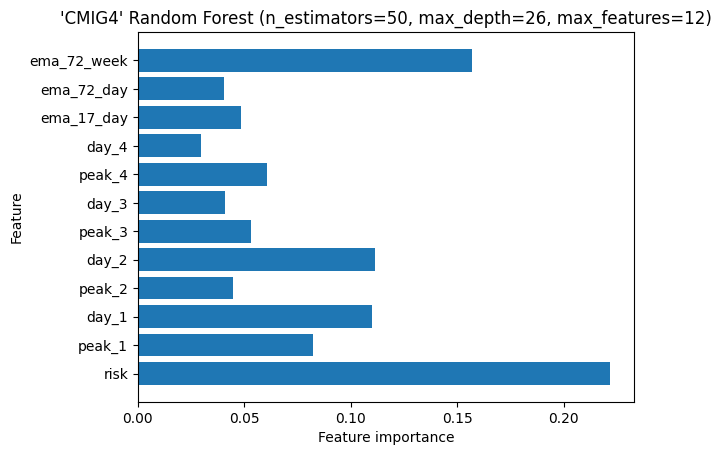 'CMIG4' Random Forest (n_estimators=50, max_depth=26, max_features=12)
ema_72_week
ema_72_day
ema_17_day
day_4
peak_4
day_3
peak_3
day_2
peak_2
day_1
peak_1
risk
Feature
0.00 0.05 0.10 0.15 0.20
Feature importance